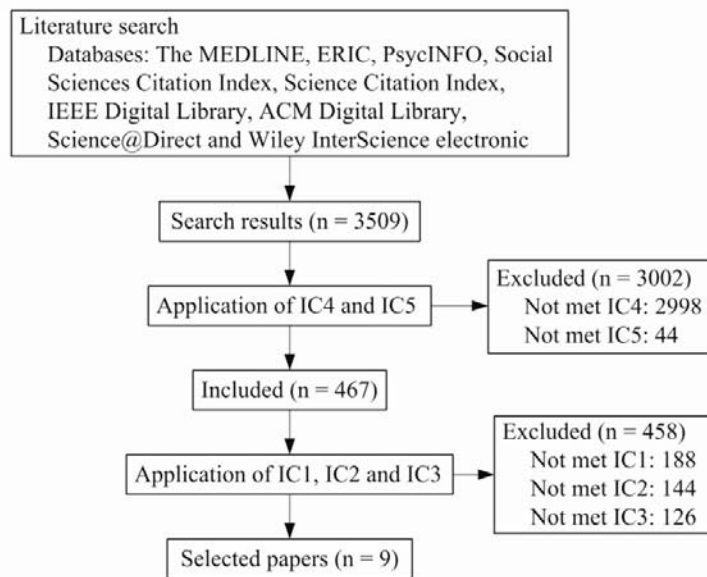 Literature search
Databases: The MEDLINE, ERIC, PsycINFO, Social
Sciences Citation Index, Science Citation Index,
IEEE Digital Library, ACM Digital Library,
Science@Direct and Wiley InterScience electronic
Search results (n = 3509)
Application of IC4 and IC5
Excluded (n = 3002)
Not met IC4: 2998
Not met IC5: 44
Included (n = 467)
Application of IC1, IC2 and IC3
Excluded (n = 458)
Not met IC1: 188
Not met IC2: 144
Not met IC3: 126
Selected papers (n = 9)